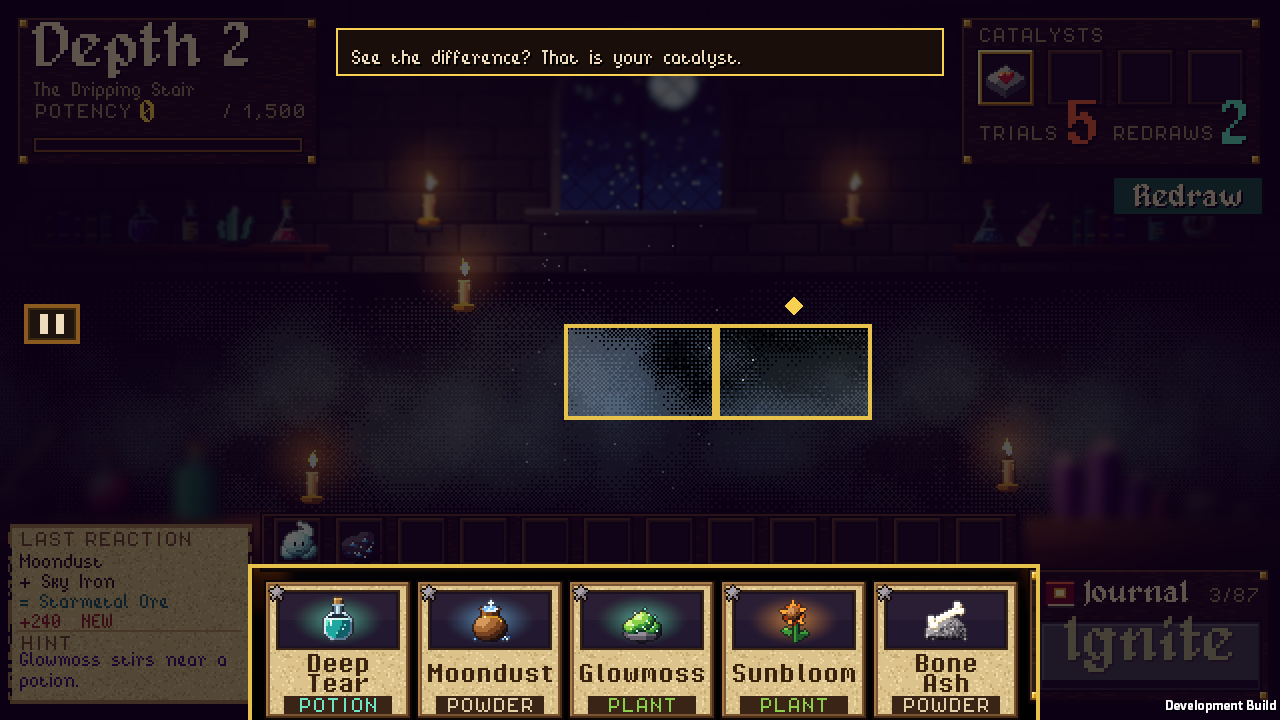 Depth 2
The Dripping Stair
POTENCY 0 / 1,500
See the difference? That is your catalyst.
CATALYSTS
TRIALS 5 REDRAWS 2
Redraw
LAST REACTION
Moondust
+ Sky Iron
= Starmetal Ore
+240 NEW
HINT
Glowmoss stirs near a
potion.
Deep
Tear
POTION
Moondust
POWDER
Glowmoss
PLANT
Sunbloom
PLANT
Bone
Ash
POWDER
Journal 3/87
Ignite
Development Build